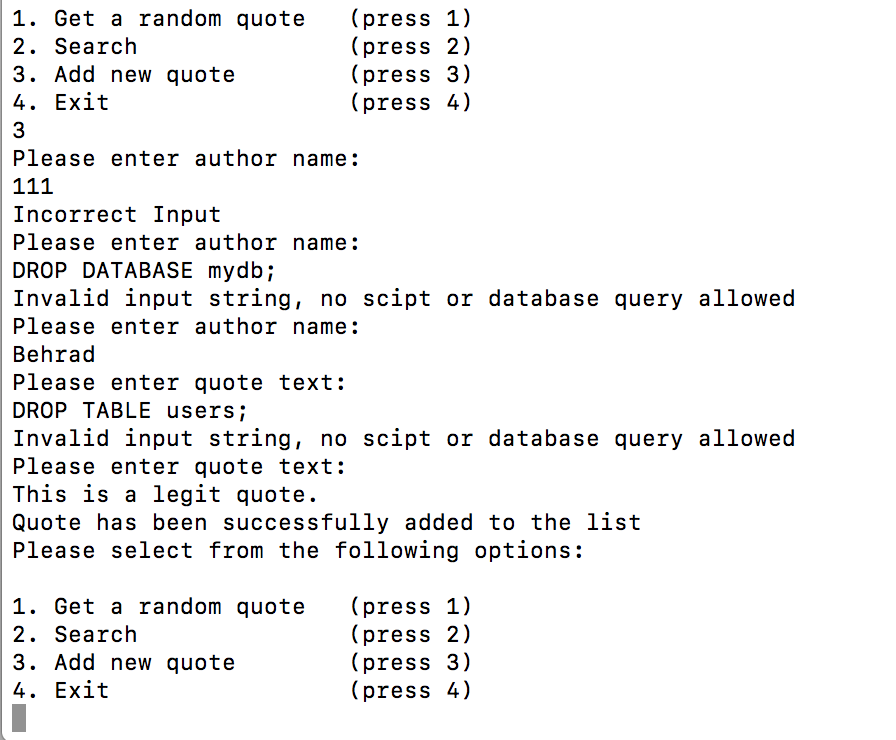 1. Get a random quote   (press 1)
2. Search               (press 2)
3. Add new quote        (press 3)
4. Exit                 (press 4)
3
Please enter author name:
111
Incorrect Input
Please enter author name:
DROP DATABASE mydb;
Invalid input string, no scipt or database query allowed
Please enter author name:
Behrad
Please enter quote text:
DROP TABLE users;
Invalid input string, no scipt or database query allowed
Please enter quote text:
This is a legit quote.
Quote has been successfully added to the list
Please select from the following options:

1. Get a random quote   (press 1)
2. Search               (press 2)
3. Add new quote        (press 3)
4. Exit                 (press 4)